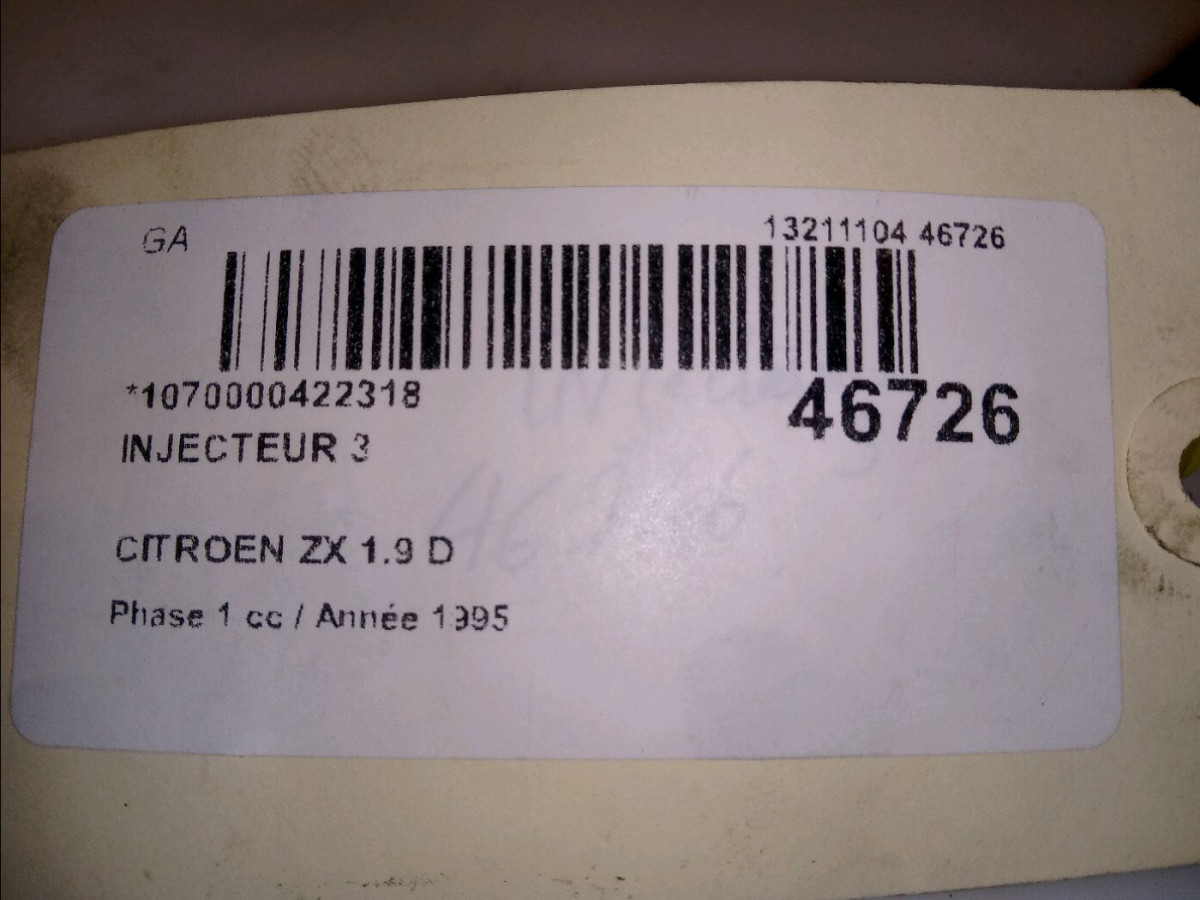 GA
13211104 46726
*1070000422318
46726
INJECTEUR 3
CITROEN ZX 1.9 D
Phase 1 cc / Année 1995